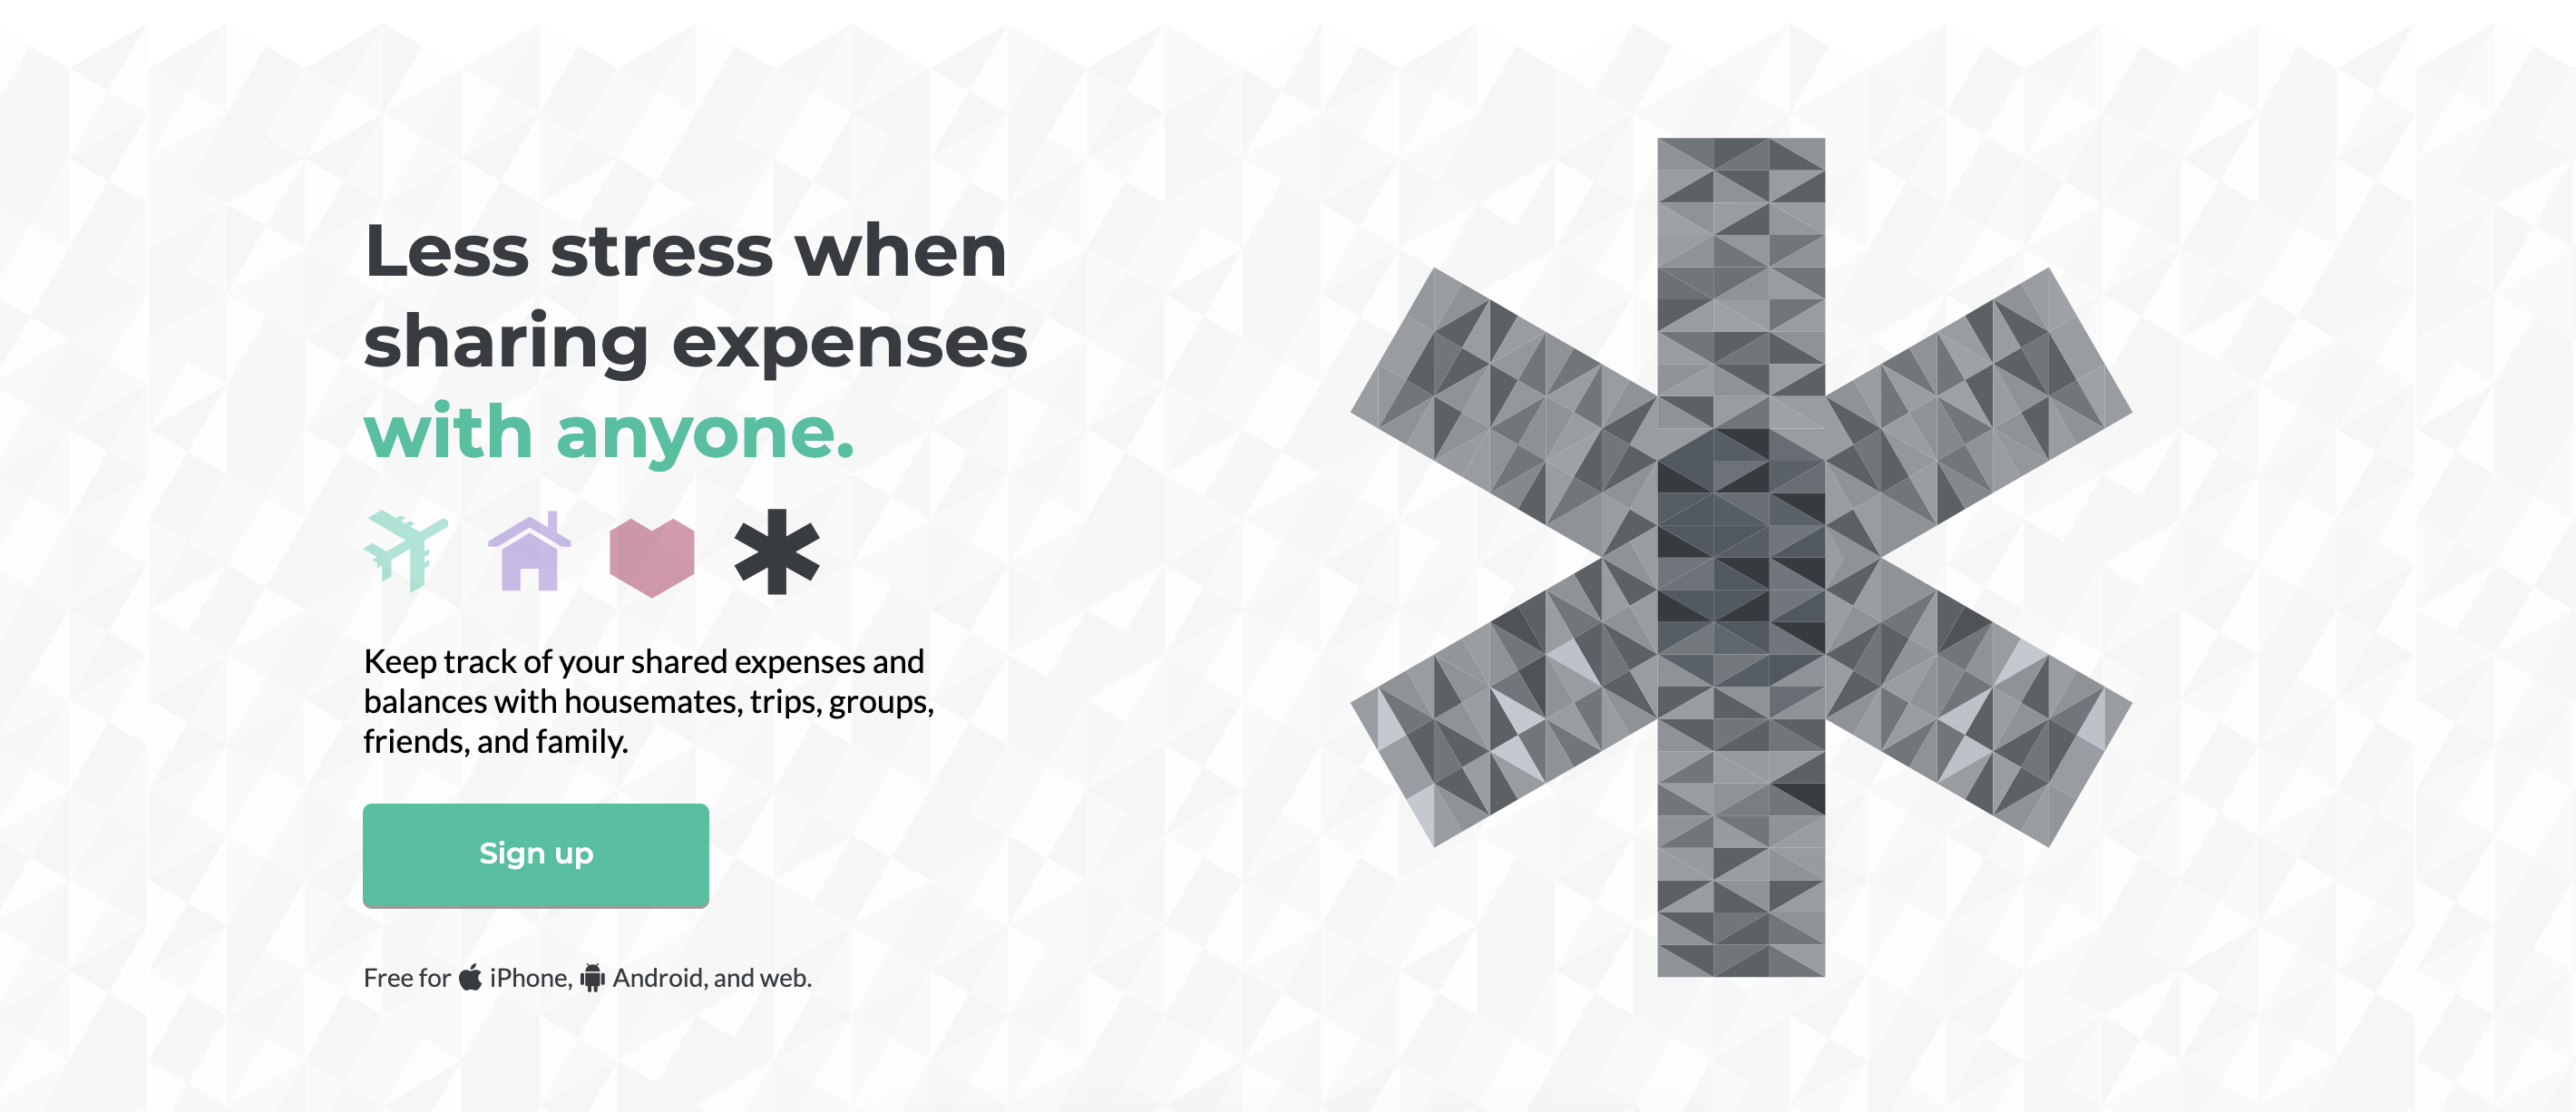 Less stress when
sharing expenses
with anyone.
Keep track of your shared expenses and
balances with housemates, trips, groups,
friends, and family.
Sign up
Free for iPhone, Android, and web.